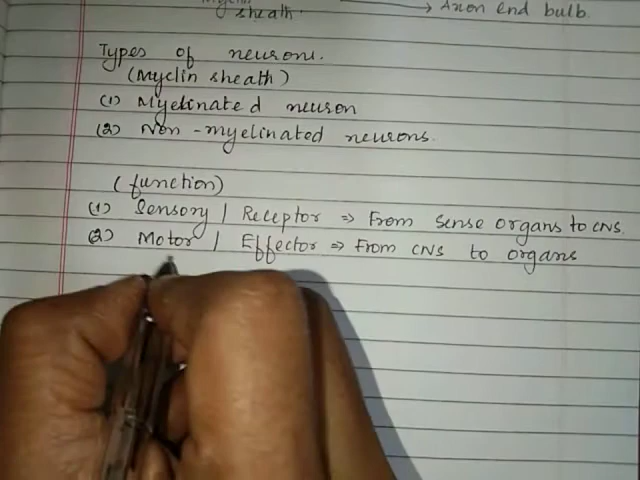 sheath.
Axon end bulb.
Types of neurons.
(Myelin sheath)
(1) Myelinated neuron
(2) Non-myelinated neurons.
(function)
(1) Sensory / Receptor ⇒ From sense organs to CNS.
(2) Motor / Effector ⇒ From CNS to organs